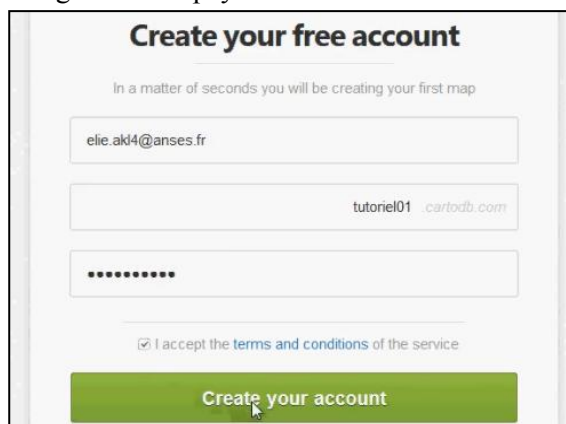 Create your free account
In a matter of seconds you will be creating your first map
elie.akl4@anses.fr
tutoriel01 .cartodb.com
••••••••••
I accept the terms and conditions of the service
Create your account